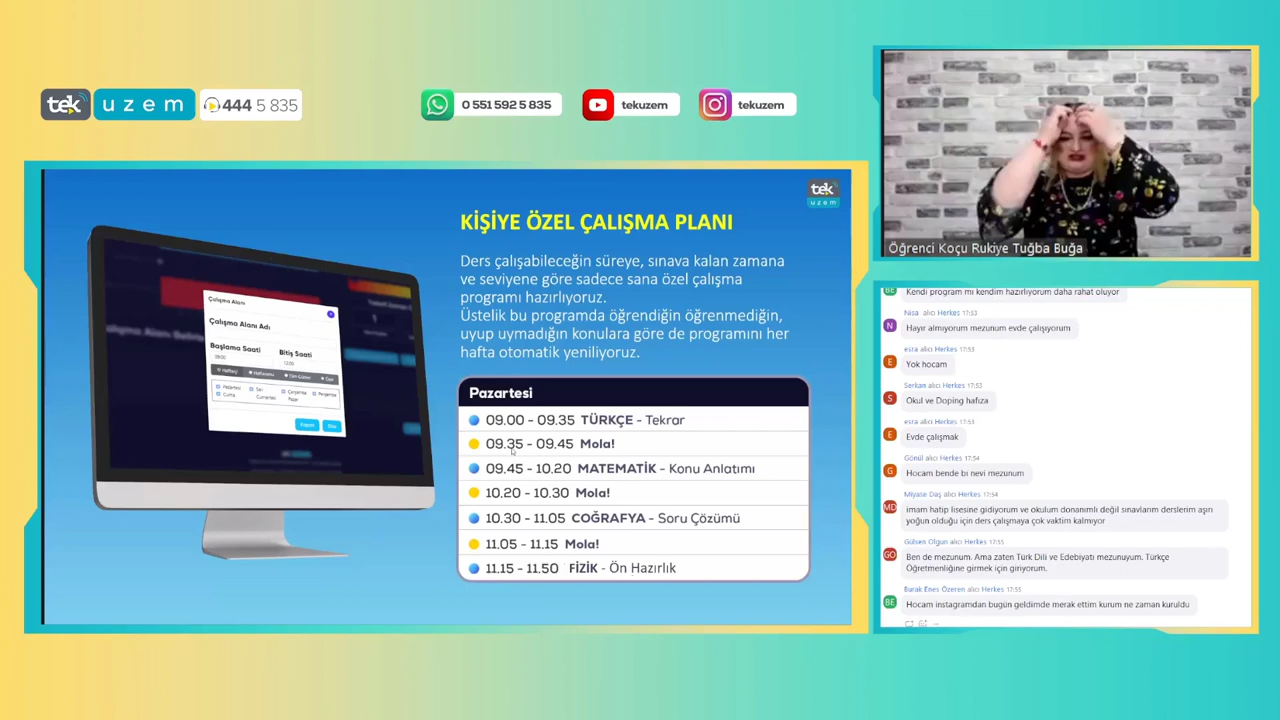 tek uzem 444 5 835
0 551 592 5 835
tekuzem
tekuzem
tek
uzem
KİŞİYE ÖZEL ÇALIŞMA PLANI
Ders çalışabileceğin süreye, sınava kalan zamana
ve seviyene göre sadece sana özel çalışma
programı hazırlıyoruz.
Üstelik bu programda öğrendiğin öğrenmediğin,
uyup uymadığın konulara göre de programını her
hafta otomatik yeniliyoruz.
Çalışma Alanı
Çalışma Alanı Adı
Başlama Saati Bitiş Saati
Pazartesi
09.00 - 09.35 TÜRKÇE - Tekrar
09.35 - 09.45 Mola!
09.45 - 10.20 MATEMATİK - Konu Anlatımı
10.20 - 10.30 Mola!
10.30 - 11.05 COĞRAFYA - Soru Çözümü
11.05 - 11.15 Mola!
11.15 - 11.50 FİZİK - Ön Hazırlık
Öğrenci Koçu Rukiye Tuğba Buğa
BE
Kendi program mı kendim hazırlıyorum daha rahat oluyor
Nisa alıcı Herkes 17:53
N
Hayır almıyorum mezunum evde çalışıyorum
esra alıcı Herkes 17:53
E
Yok hocam
Serkan alıcı Herkes 17:53
S
Okul ve Doping hafıza
esra alıcı Herkes 17:53
E
Evde çalışmak
Gönül alıcı Herkes 17:54
G
Hocam bende bı nevi mezunum
Miyase Daş alıcı Herkes 17:54
MD
imam hatip lisesine gidiyorum ve okulum donanımlı değil sınavlarım derslerim aşırı
yoğun olduğu için ders çalışmaya çok vaktim kalmıyor
Gülsen Olgun alıcı Herkes 17:55
GO
Ben de mezunum. Ama zaten Türk Dili ve Edebiyatı mezunuyum. Türkçe
Öğretmenliğine girmek için giriyorum.
Burak Enes Özeren alıcı Herkes 17:55
BE
Hocam instagramdan bugün geldimde merak ettim kurum ne zaman kuruldu